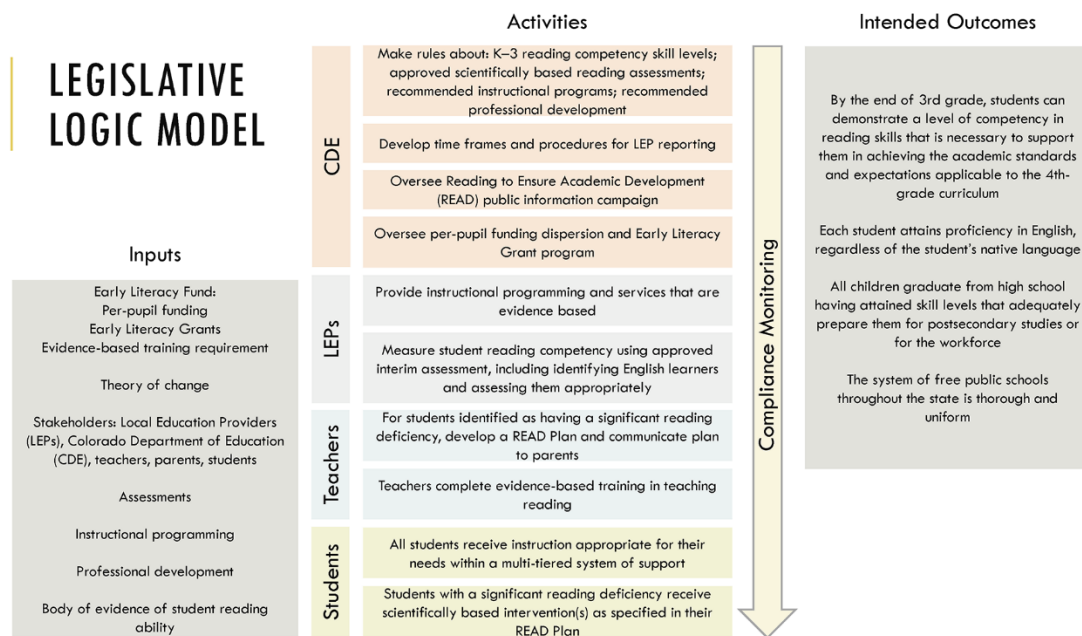 LEGISLATIVE
LOGIC MODEL
Inputs
Early Literacy Fund:
Per-pupil funding
Early Literacy Grants
Evidence-based training requirement
Theory of change
Stakeholders: Local Education Providers
(LEPs), Colorado Department of Education
(CDE), teachers, parents, students
Assessments
Instructional programming
Professional development
Body of evidence of student reading
ability
Activities
CDE
Make rules about: K–3 reading competency skill levels;
approved scientifically based reading assessments;
recommended instructional programs; recommended
professional development
Develop time frames and procedures for LEP reporting
Oversee Reading to Ensure Academic Development
(READ) public information campaign
Oversee per-pupil funding dispersion and Early Literacy
Grant program
LEPs
Provide instructional programming and services that are
evidence based
Measure student reading competency using approved
interim assessment, including identifying English learners
and assessing them appropriately
Teachers
For students identified as having a significant reading
deficiency, develop a READ Plan and communicate plan
to parents
Teachers complete evidence-based training in teaching
reading
Students
All students receive instruction appropriate for their
needs within a multi-tiered system of support
Students with a significant reading deficiency receive
scientifically based intervention(s) as specified in their
READ Plan
Compliance Monitoring
Intended Outcomes
By the end of 3rd grade, students can
demonstrate a level of competency in
reading skills that is necessary to support
them in achieving the academic standards
and expectations applicable to the 4th-
grade curriculum
Each student attains proficiency in English,
regardless of the student's native language
All children graduate from high school
having attained skill levels that adequately
prepare them for postsecondary studies or
for the workforce
The system of free public schools
throughout the state is thorough and
uniform